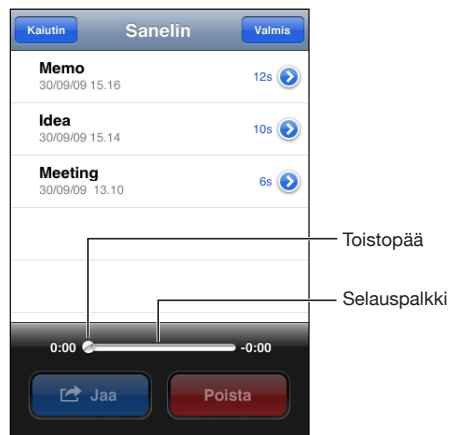 Kaiutin Sanelin Valmis
Memo
30/09/09 15.16
12s
Idea
30/09/09 15.14
10s
Meeting
30/09/09 13.10
6s
Toistopää
Selauspalkki
0:00 -0:00
Jaa Poista